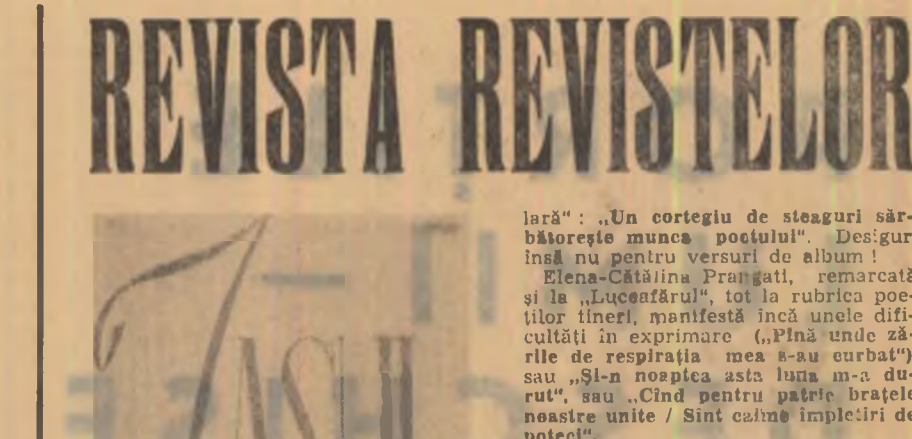 REVISTA REVISTELOR
IAȘUL
lară" : „Un cortegiu de steaguri săr-
bătorește munca poetului". Desigur
însă nu pentru versuri de album !
Elena-Cătălina Prangati, remarcată
și la „Luceafărul", tot la rubrica poe-
ților tineri, manifestă încă unele difi-
cultăți în exprimare („Pînă unde ză-
rile de respirația mea s-au curbat")
sau „Și-n noaptea asta luna m-a du-
rut", sau „Cînd pentru patrie brațele
noastre unite / Sînt calme împletiri de
poteci".